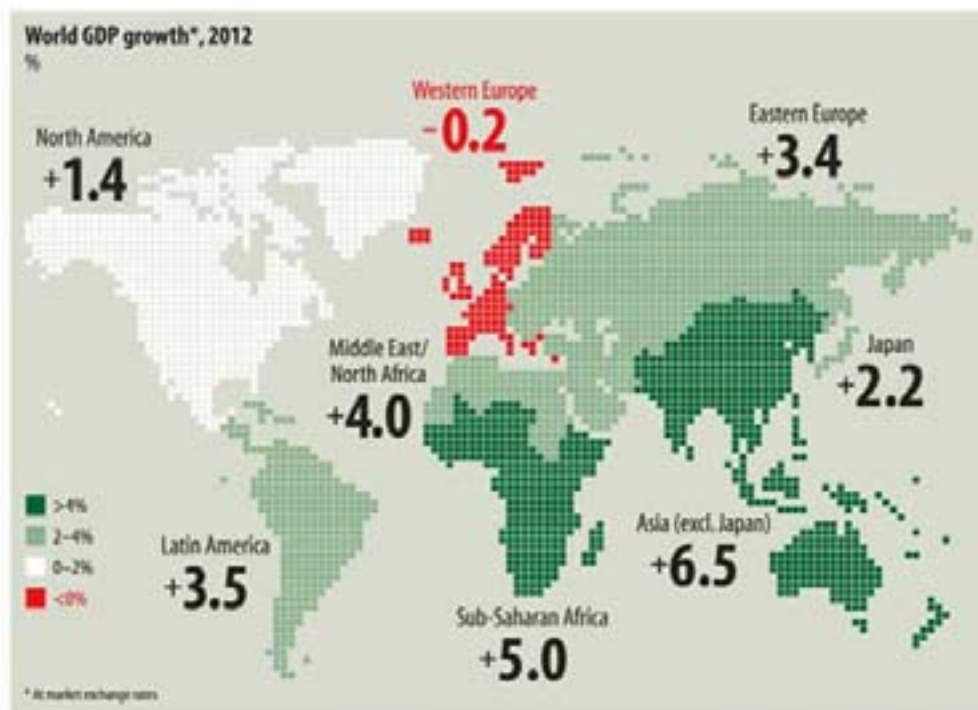 World GDP growth*, 2012
%
Western Europe
-0.2
Eastern Europe
+3.4
North America
+1.4
Middle East/
North Africa
+4.0
Japan
+2.2
>4%
2–4%
0–2%
<0%
Latin America
+3.5
Asia (excl. Japan)
+6.5
Sub-Saharan Africa
+5.0
* At market exchange rates